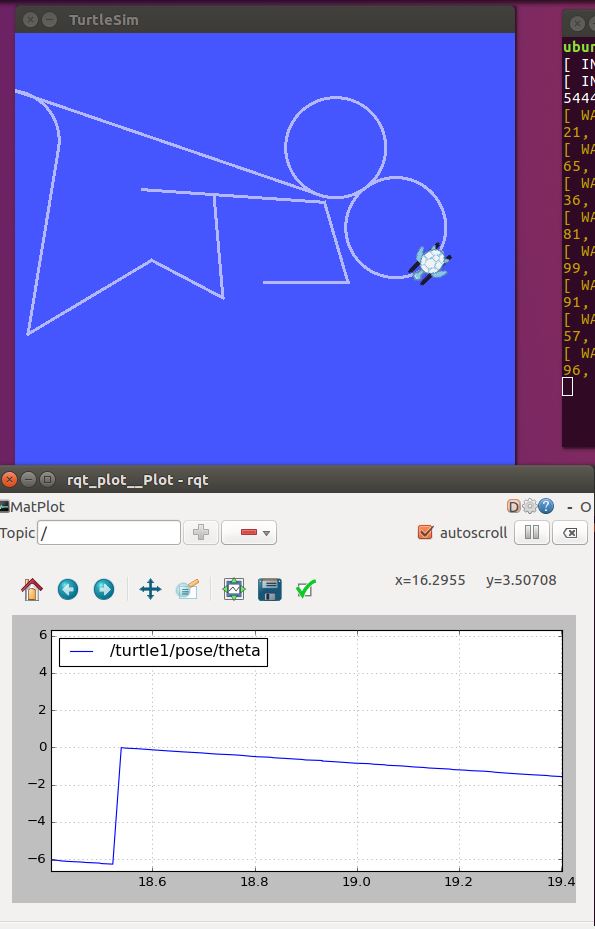 TurtleSim
ubun
[ IN
[ IN
5444
[ WA
21,
[ WA
65,
[ WA
36,
[ WA
81,
[ WA
99,
[ WA
91,
[ WA
57,
[ WA
96,
rqt_plot__Plot - rqt
MatPlot D ? - O
Topic / autoscroll
x=16.2955 y=3.50708
/turtle1/pose/theta
6
4
2
0
−2
−4
−6
18.6 18.8 19.0 19.2 19.4